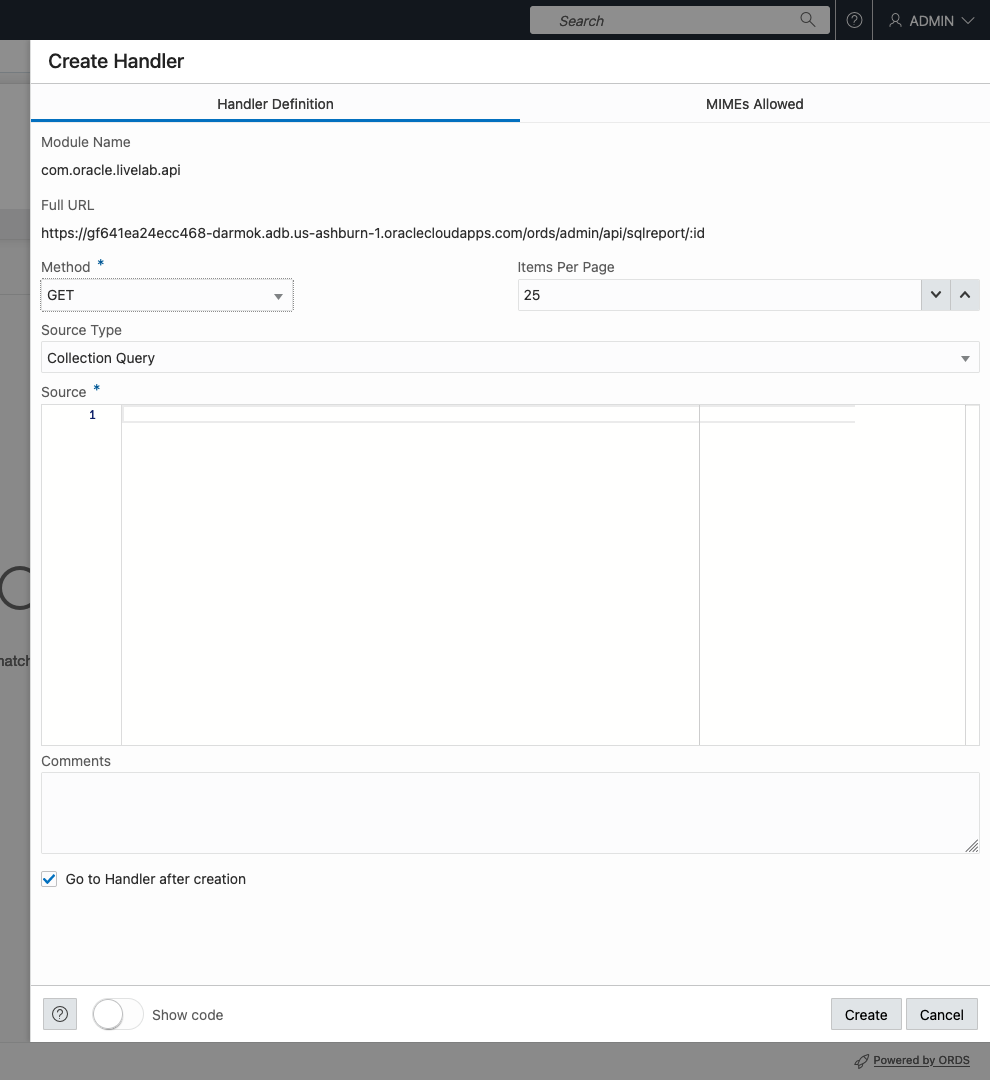 Search
ADMIN
Create Handler
Handler Definition
MIMEs Allowed
Module Name
com.oracle.livelab.api
Full URL
https://gf641ea24ecc468-darmok.adb.us-ashburn-1.oraclecloudapps.com/ords/admin/api/sqlreport/:id
Method *
Items Per Page
GET
25
Source Type
Collection Query
Source *
1
Comments
Go to Handler after creation
Show code
Create
Cancel
Powered by ORDS